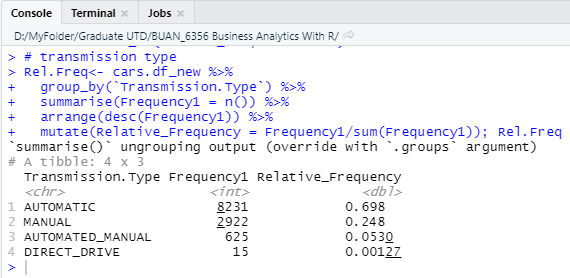 Console Terminal × Jobs ×
D:/MyFolder/Graduate UTD/BUAN_6356 Business Analytics With R/
> # transmission type
> Rel.Freq<- cars.df_new %>%
+   group_by(`Transmission.Type`) %>%
+   summarise(Frequency1 = n()) %>%
+   arrange(desc(Frequency1)) %>%
+   mutate(Relative_Frequency = Frequency1/sum(Frequency1)); Rel.Freq
`summarise()` ungrouping output (override with `.groups` argument)
# A tibble: 4 x 3
  Transmission.Type Frequency1 Relative_Frequency
  <chr>                  <int>              <dbl>
1 AUTOMATIC               8231            0.698
2 MANUAL                  2922            0.248
3 AUTOMATED_MANUAL         625            0.0530
4 DIRECT_DRIVE              15            0.00127
>